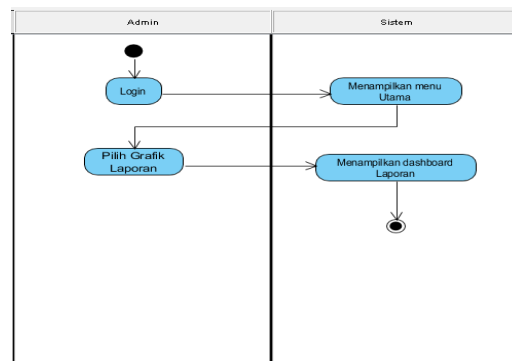 Admin
Sistem
Login
Menampilkan menu
Utama
Pilih Grafik
Laporan
Menampilkan dashboard
Laporan